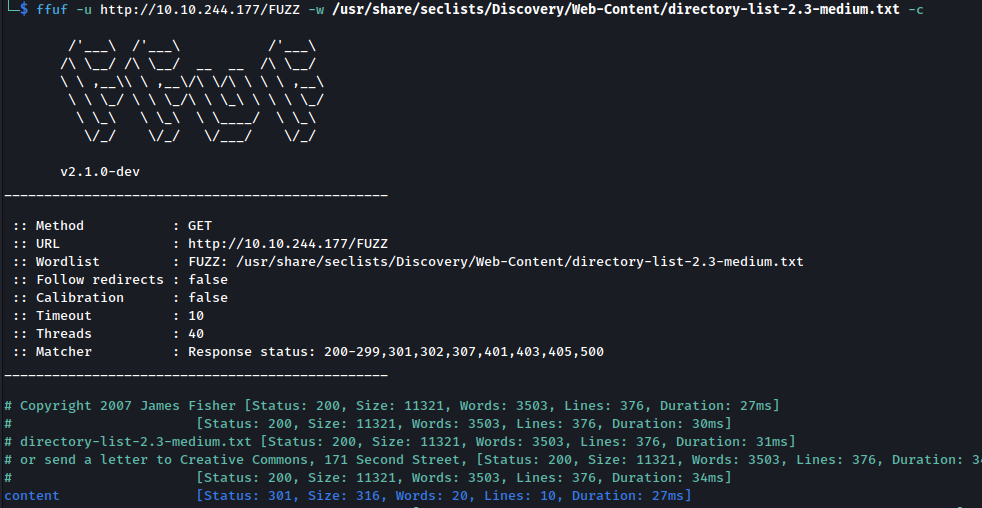 └─$ ffuf -u http://10.10.244.177/FUZZ -w /usr/share/seclists/Discovery/Web-Content/directory-list-2.3-medium.txt -c
        /'___\  /'___\           /'___\
       /\ \__/ /\ \__/  __  __  /\ \__/
       \ \ ,__\\ \ ,__\/\ \/\ \ \ \ ,__\
        \ \ \_/ \ \ \_/\ \ \_\ \ \ \ \_/
         \ \_\   \ \_\  \ \____/  \ \_\
          \/_/    \/_/   \/___/    \/_/
       v2.1.0-dev
________________________________________________
 :: Method           : GET
 :: URL              : http://10.10.244.177/FUZZ
 :: Wordlist         : FUZZ: /usr/share/seclists/Discovery/Web-Content/directory-list-2.3-medium.txt
 :: Follow redirects : false
 :: Calibration      : false
 :: Timeout          : 10
 :: Threads          : 40
 :: Matcher          : Response status: 200-299,301,302,307,401,403,405,500
________________________________________________
# Copyright 2007 James Fisher [Status: 200, Size: 11321, Words: 3503, Lines: 376, Duration: 27ms]
#                       [Status: 200, Size: 11321, Words: 3503, Lines: 376, Duration: 30ms]
# directory-list-2.3-medium.txt [Status: 200, Size: 11321, Words: 3503, Lines: 376, Duration: 31ms]
# or send a letter to Creative Commons, 171 Second Street, [Status: 200, Size: 11321, Words: 3503, Lines: 376, Duration:
#                       [Status: 200, Size: 11321, Words: 3503, Lines: 376, Duration: 34ms]
content                 [Status: 301, Size: 316, Words: 20, Lines: 10, Duration: 27ms]